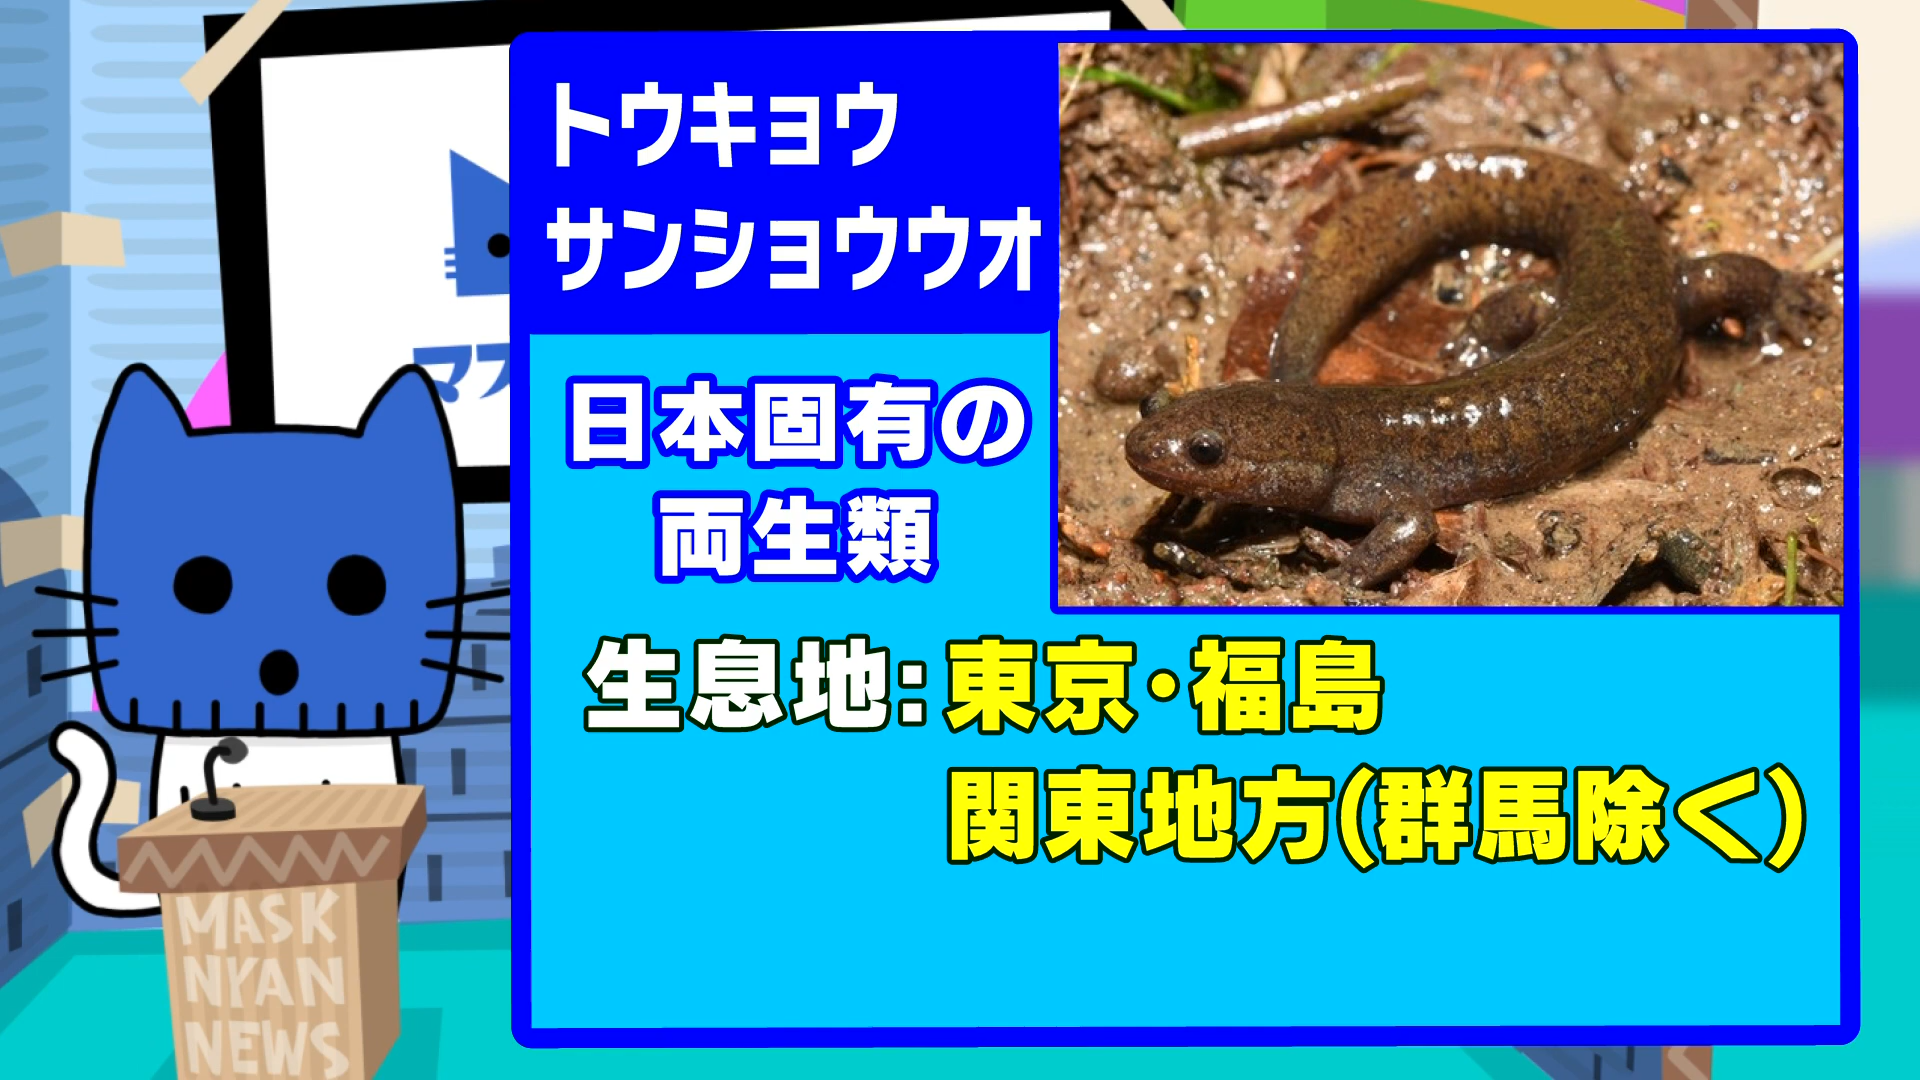 トウキョウ
サンショウウオ
日本固有の
両生類
生息地:東京・福島
関東地方(群馬除く)
マス
MASK
NYAN
NEWS